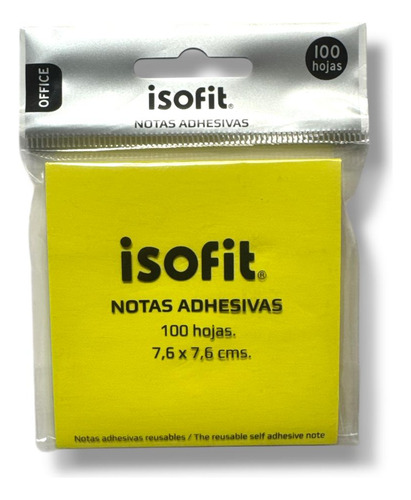 OFFICE
isofit®
NOTAS ADHESIVAS
100
hojas
isofit®
NOTAS ADHESIVAS
100 hojas.
7,6 x 7,6 cms.
Notas adhesivas reusables / The reusable self adhesive note